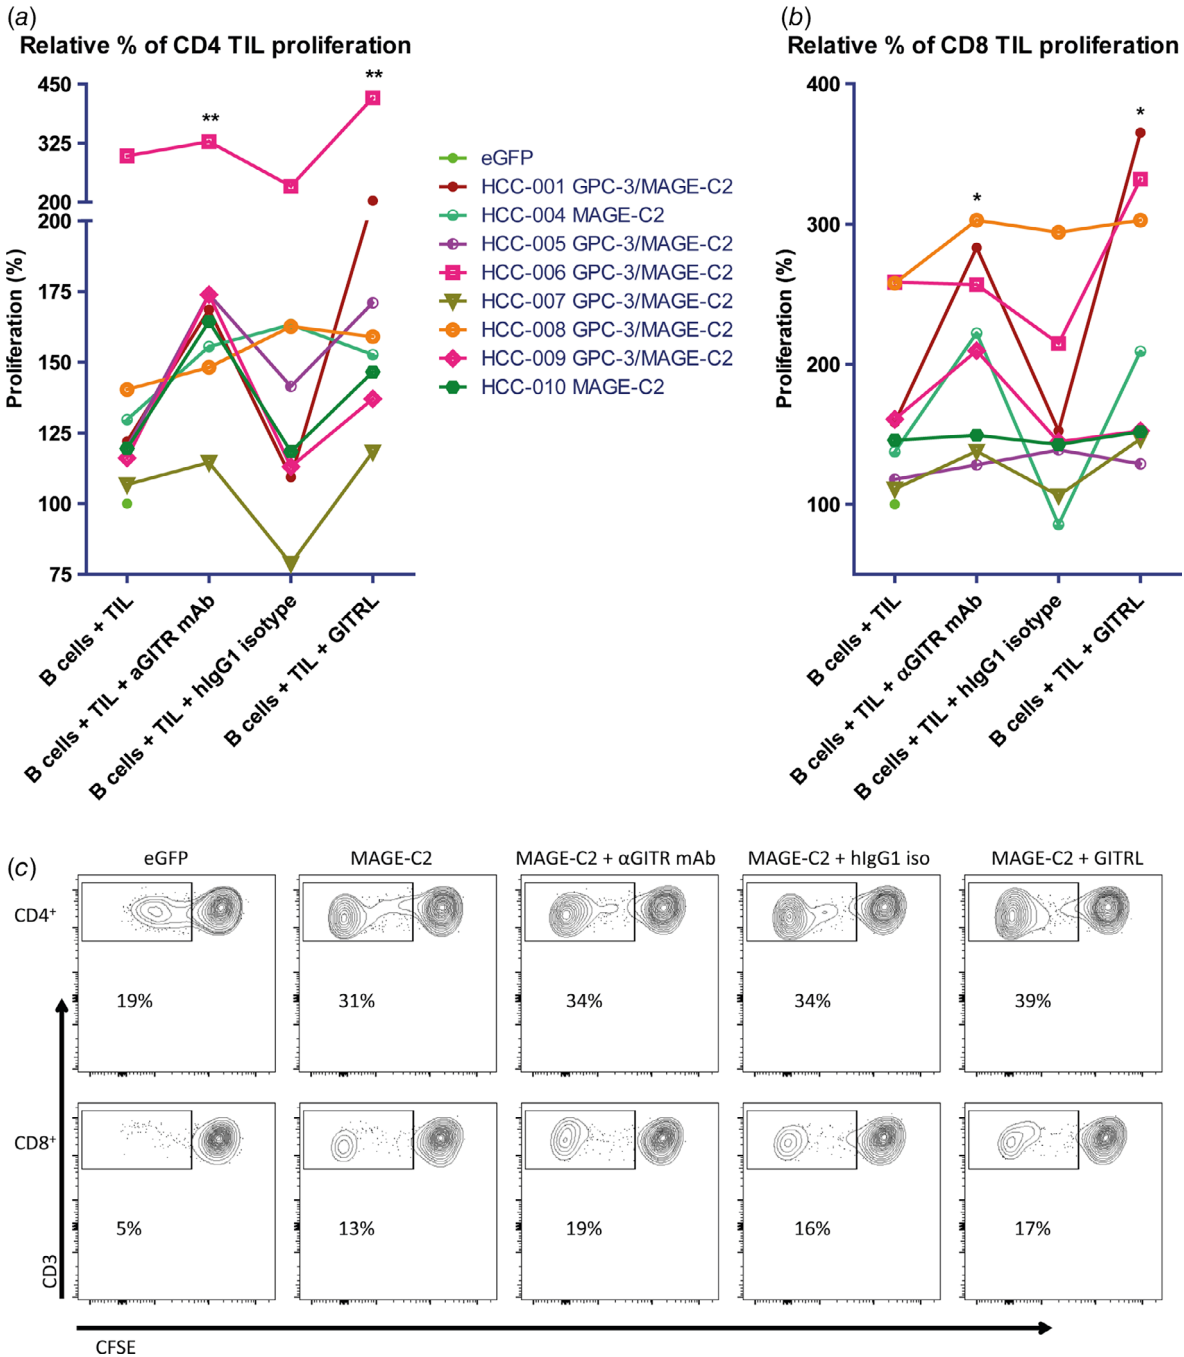 (a)
Relative % of CD4 TIL proliferation
450
325
200
200
175
150
125
100
75
Proliferation (%)
**
**
B cells + TIL
B cells + TIL + aGITR mAb
B cells + TIL + hIgG1 isotype
B cells + TIL + GITRL
eGFP
HCC-001 GPC-3/MAGE-C2
HCC-004 MAGE-C2
HCC-005 GPC-3/MAGE-C2
HCC-006 GPC-3/MAGE-C2
HCC-007 GPC-3/MAGE-C2
HCC-008 GPC-3/MAGE-C2
HCC-009 GPC-3/MAGE-C2
HCC-010 MAGE-C2
(b)
Relative % of CD8 TIL proliferation
400
300
200
100
Proliferation (%)
*
*
B cells + TIL
B cells + TIL + αGITR mAb
B cells + TIL + hIgG1 isotype
B cells + TIL + GITRL
(c)
eGFP MAGE-C2 MAGE-C2 + αGITR mAb MAGE-C2 + hIgG1 iso MAGE-C2 + GITRL
CD4⁺
19% 31% 34% 34% 39%
CD8⁺
5% 13% 19% 16% 17%
CD3
CFSE